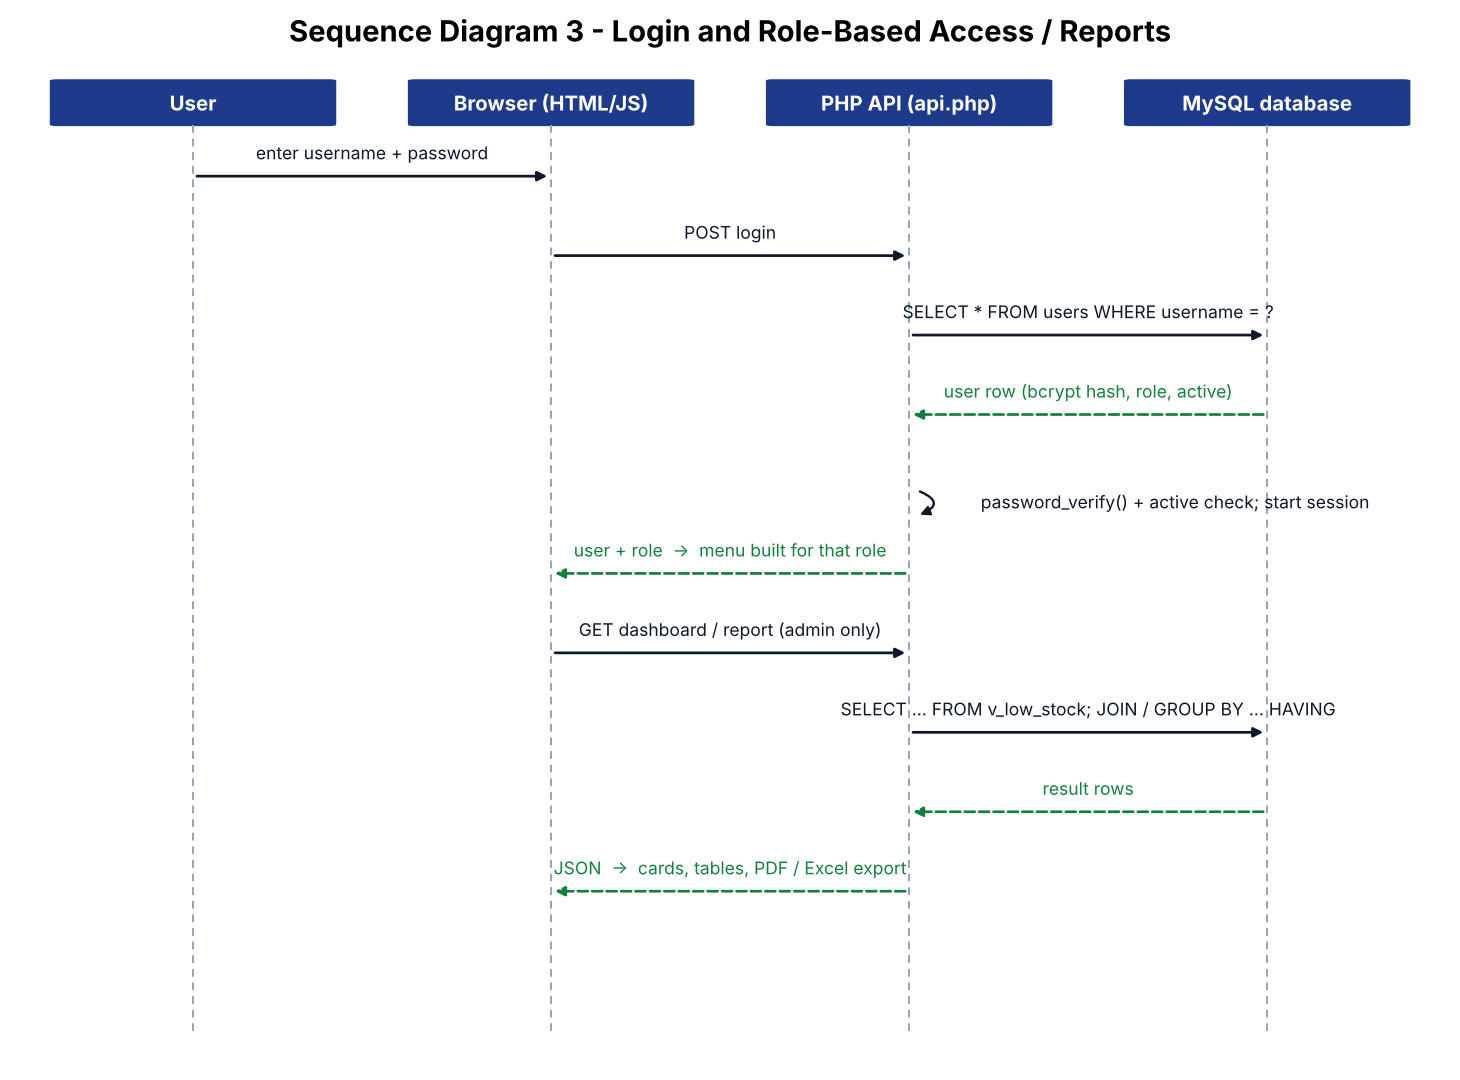 Sequence Diagram 3 - Login and Role-Based Access / Reports
User
Browser (HTML/JS)
PHP API (api.php)
MySQL database
enter username + password
POST login
SELECT * FROM users WHERE username = ?
user row (bcrypt hash, role, active)
password_verify() + active check; start session
user + role → menu built for that role
GET dashboard / report (admin only)
SELECT ... FROM v_low_stock; JOIN / GROUP BY ... HAVING
result rows
JSON → cards, tables, PDF / Excel export